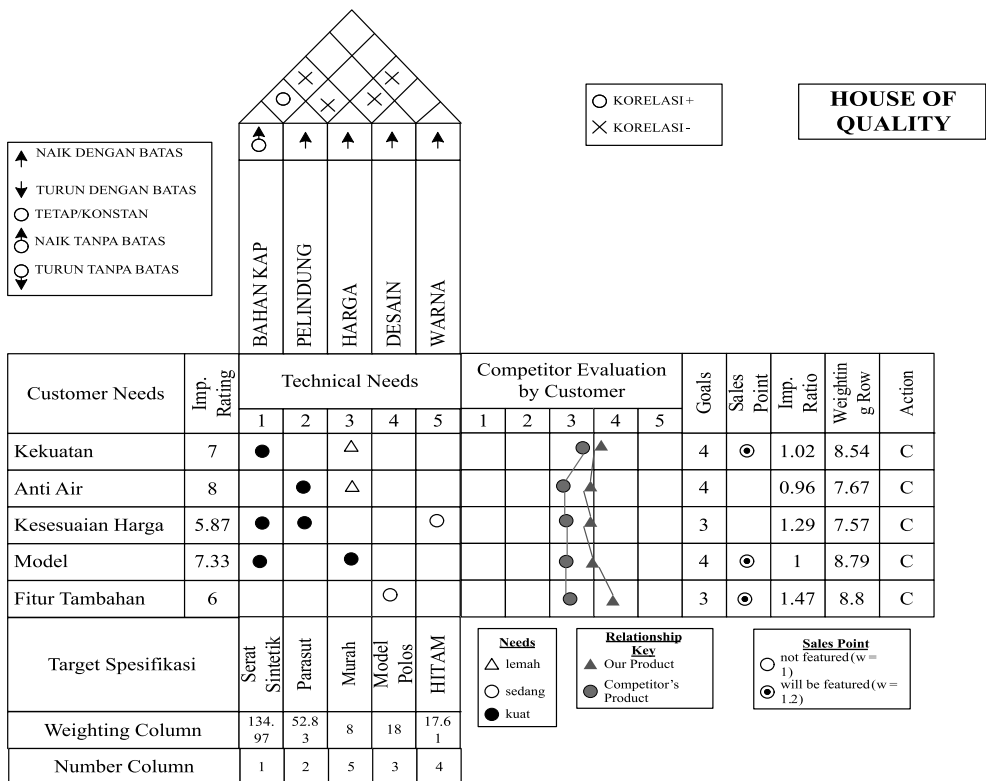 HOUSE OF
QUALITY
KORELASI +
KORELASI -
NAIK DENGAN BATAS
TURUN DENGAN BATAS
TETAP/KONSTAN
NAIK TANPA BATAS
TURUN TANPA BATAS
BAHAN KAP
PELINDUNG
HARGA
DESAIN
WARNA
Customer Needs
Imp.
Rating
Technical Needs
1 2 3 4 5
Competitor Evaluation
by Customer
1 2 3 4 5
Goals
Sales
Point
Imp.
Ratio
Weightin
g Row
Action
Kekuatan 7 4 1.02 8.54 C
Anti Air 8 4 0.96 7.67 C
Kesesuaian Harga 5.87 3 1.29 7.57 C
Model 7.33 4 1 8.79 C
Fitur Tambahan 6 3 1.47 8.8 C
Target Spesifikasi
Serat
Sintetik
Parasut
Murah
Model
Polos
HITAM
Weighting Column
134.
97
52.8
3
8
18
17.6
1
Number Column 1 2 5 3 4
Needs
lemah
sedang
kuat
Relationship
Key
Our Product
Competitor's
Product
Sales Point
not featured (w =
1)
will be featured (w =
1.2)